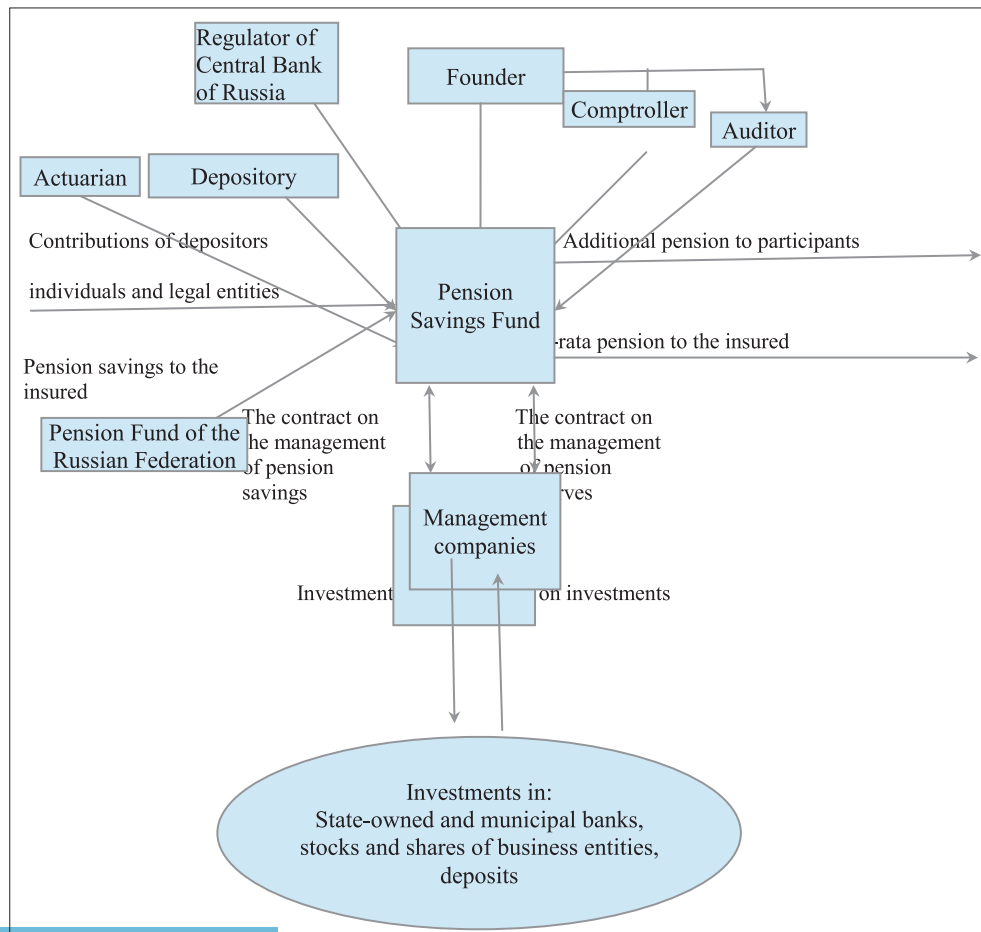 Regulator of
Central Bank
of Russia
Founder
Comptroller
Auditor
Actuarian
Depository
Contributions of depositors
individuals and legal entities
Additional pension to participants
Pension
Savings Fund
-rata pension to the insured
Pension savings to the
insured
Pension Fund of the
Russian Federation
The contract on
he management
of pension
savings
The contract on
the management
of pension
rves
Management
companies
Investment
on investments
Investments in:
State-owned and municipal banks,
stocks and shares of business entities,
deposits